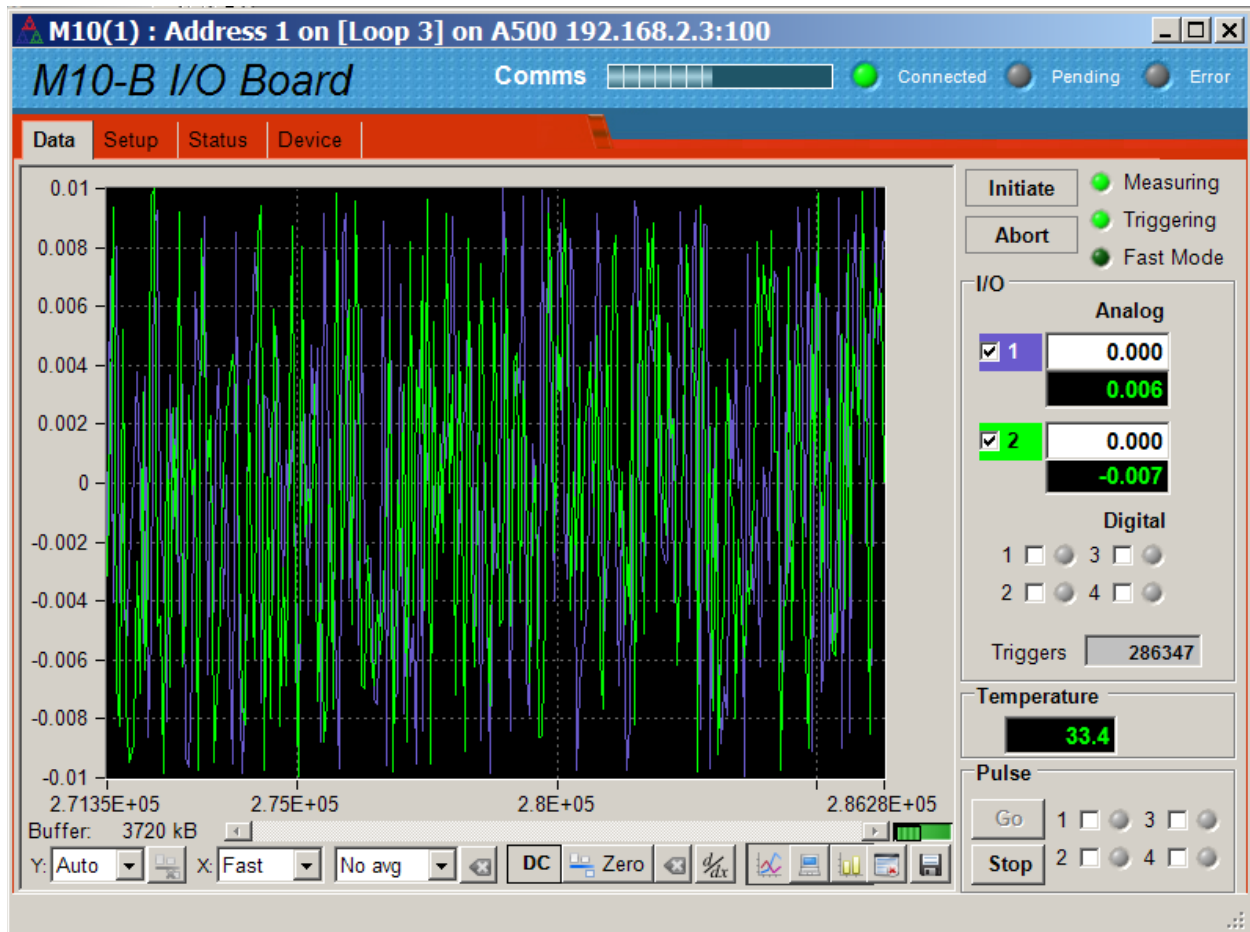 M10(1) : Address 1 on [Loop 3] on A500 192.168.2.3:100
M10-B I/O Board Comms Connected Pending Error
Data Setup Status Device
0.01
0.008
0.006
0.004
0.002
0
-0.002
-0.004
-0.006
-0.008
-0.01
2.7135E+05 2.75E+05 2.8E+05 2.8628E+05
Buffer: 3720 kB
Y: Auto X: Fast No avg DC Zero d/dx
Initiate Measuring
Abort Triggering
Fast Mode
I/O
Analog
1 0.000
0.006
2 0.000
-0.007
Digital
1 3
2 4
Triggers 286347
Temperature
33.4
Pulse
Go 1 3
Stop 2 4